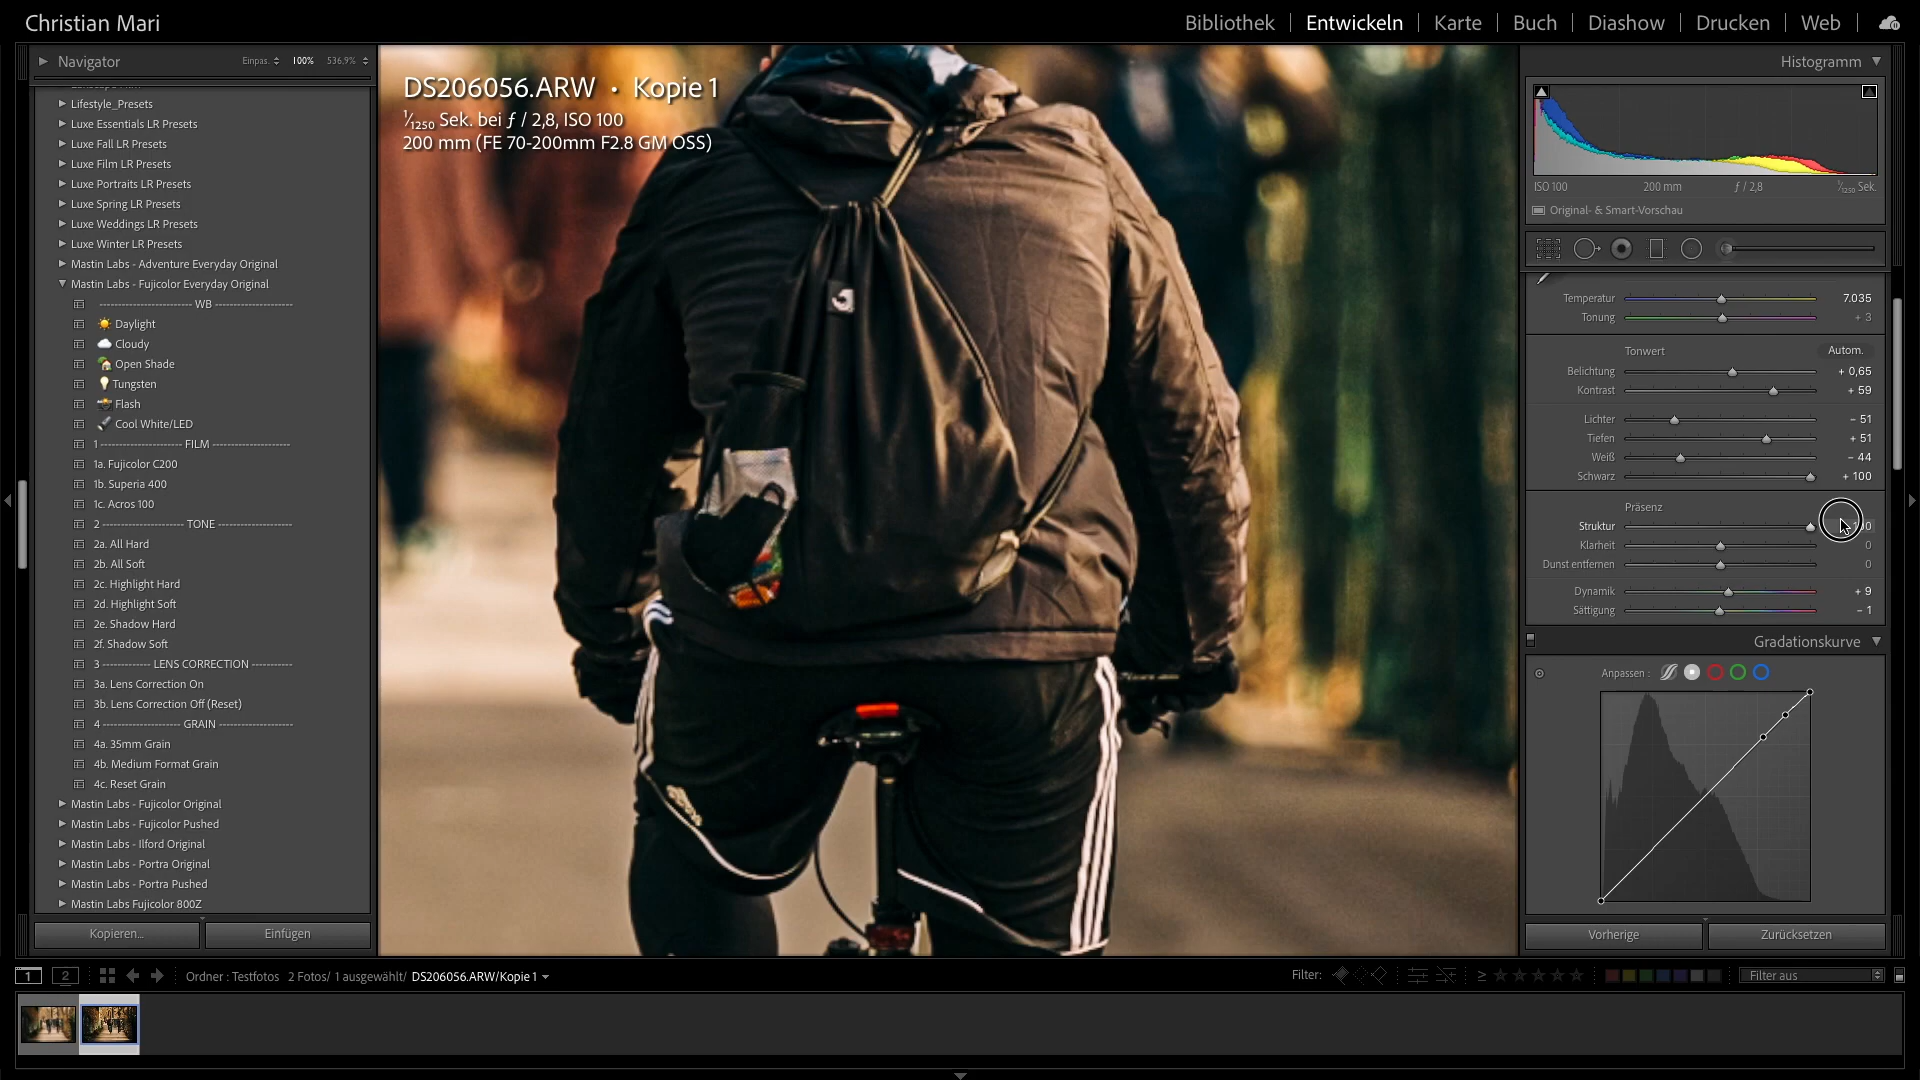 Christian Mari
Bibliothek
Entwickeln
Karte
Buch
Diashow
Drucken
Web
Navigator
Einpas.
100%
536,9%
Lifestyle_Presets
Luxe Essentials LR Presets
Luxe Fall LR Presets
Luxe Film LR Presets
Luxe Portraits LR Presets
Luxe Spring LR Presets
Luxe Weddings LR Presets
Luxe Winter LR Presets
Mastin Labs - Adventure Everyday Original
Mastin Labs - Fujicolor Everyday Original
------------------------- WB ---------------------
Daylight
Cloudy
Open Shade
Tungsten
Flash
Cool White/LED
1 ---------------------- FILM ---------------------
1a. Fujicolor C200
1b. Superia 400
1c. Acros 100
2 ---------------------- TONE --------------------
2a. All Hard
2b. All Soft
2c. Highlight Hard
2d. Highlight Soft
2e. Shadow Hard
2f. Shadow Soft
3 ------------- LENS CORRECTION -----------
3a. Lens Correction On
3b. Lens Correction Off (Reset)
4 --------------------- GRAIN --------------------
4a. 35mm Grain
4b. Medium Format Grain
4c. Reset Grain
Mastin Labs - Fujicolor Original
Mastin Labs - Fujicolor Pushed
Mastin Labs - Ilford Original
Mastin Labs - Portra Original
Mastin Labs - Portra Pushed
Mastin Labs Fujicolor 800Z
Kopieren...
Einfügen
DS206056.ARW • Kopie 1
1/1250 Sek. bei ƒ / 2,8, ISO 100
200 mm (FE 70-200mm F2.8 GM OSS)
Histogramm
ISO 100
200 mm
ƒ / 2,8
1/1250 Sek.
Original- & Smart-Vorschau
Temperatur 7.035
Tonung + 3
Tonwert Autom.
Belichtung + 0,65
Kontrast + 59
Lichter – 51
Tiefen + 51
Weiß – 44
Schwarz + 100
Präsenz
Struktur
Klarheit 0
Dunst entfernen 0
Dynamik + 9
Sättigung – 1
Gradationskurve
Anpassen :
Vorherige
Zurücksetzen
1
2
Ordner : Testfotos
2 Fotos/
1 ausgewählt/
DS206056.ARW/Kopie 1
Filter:
≥
Filter aus